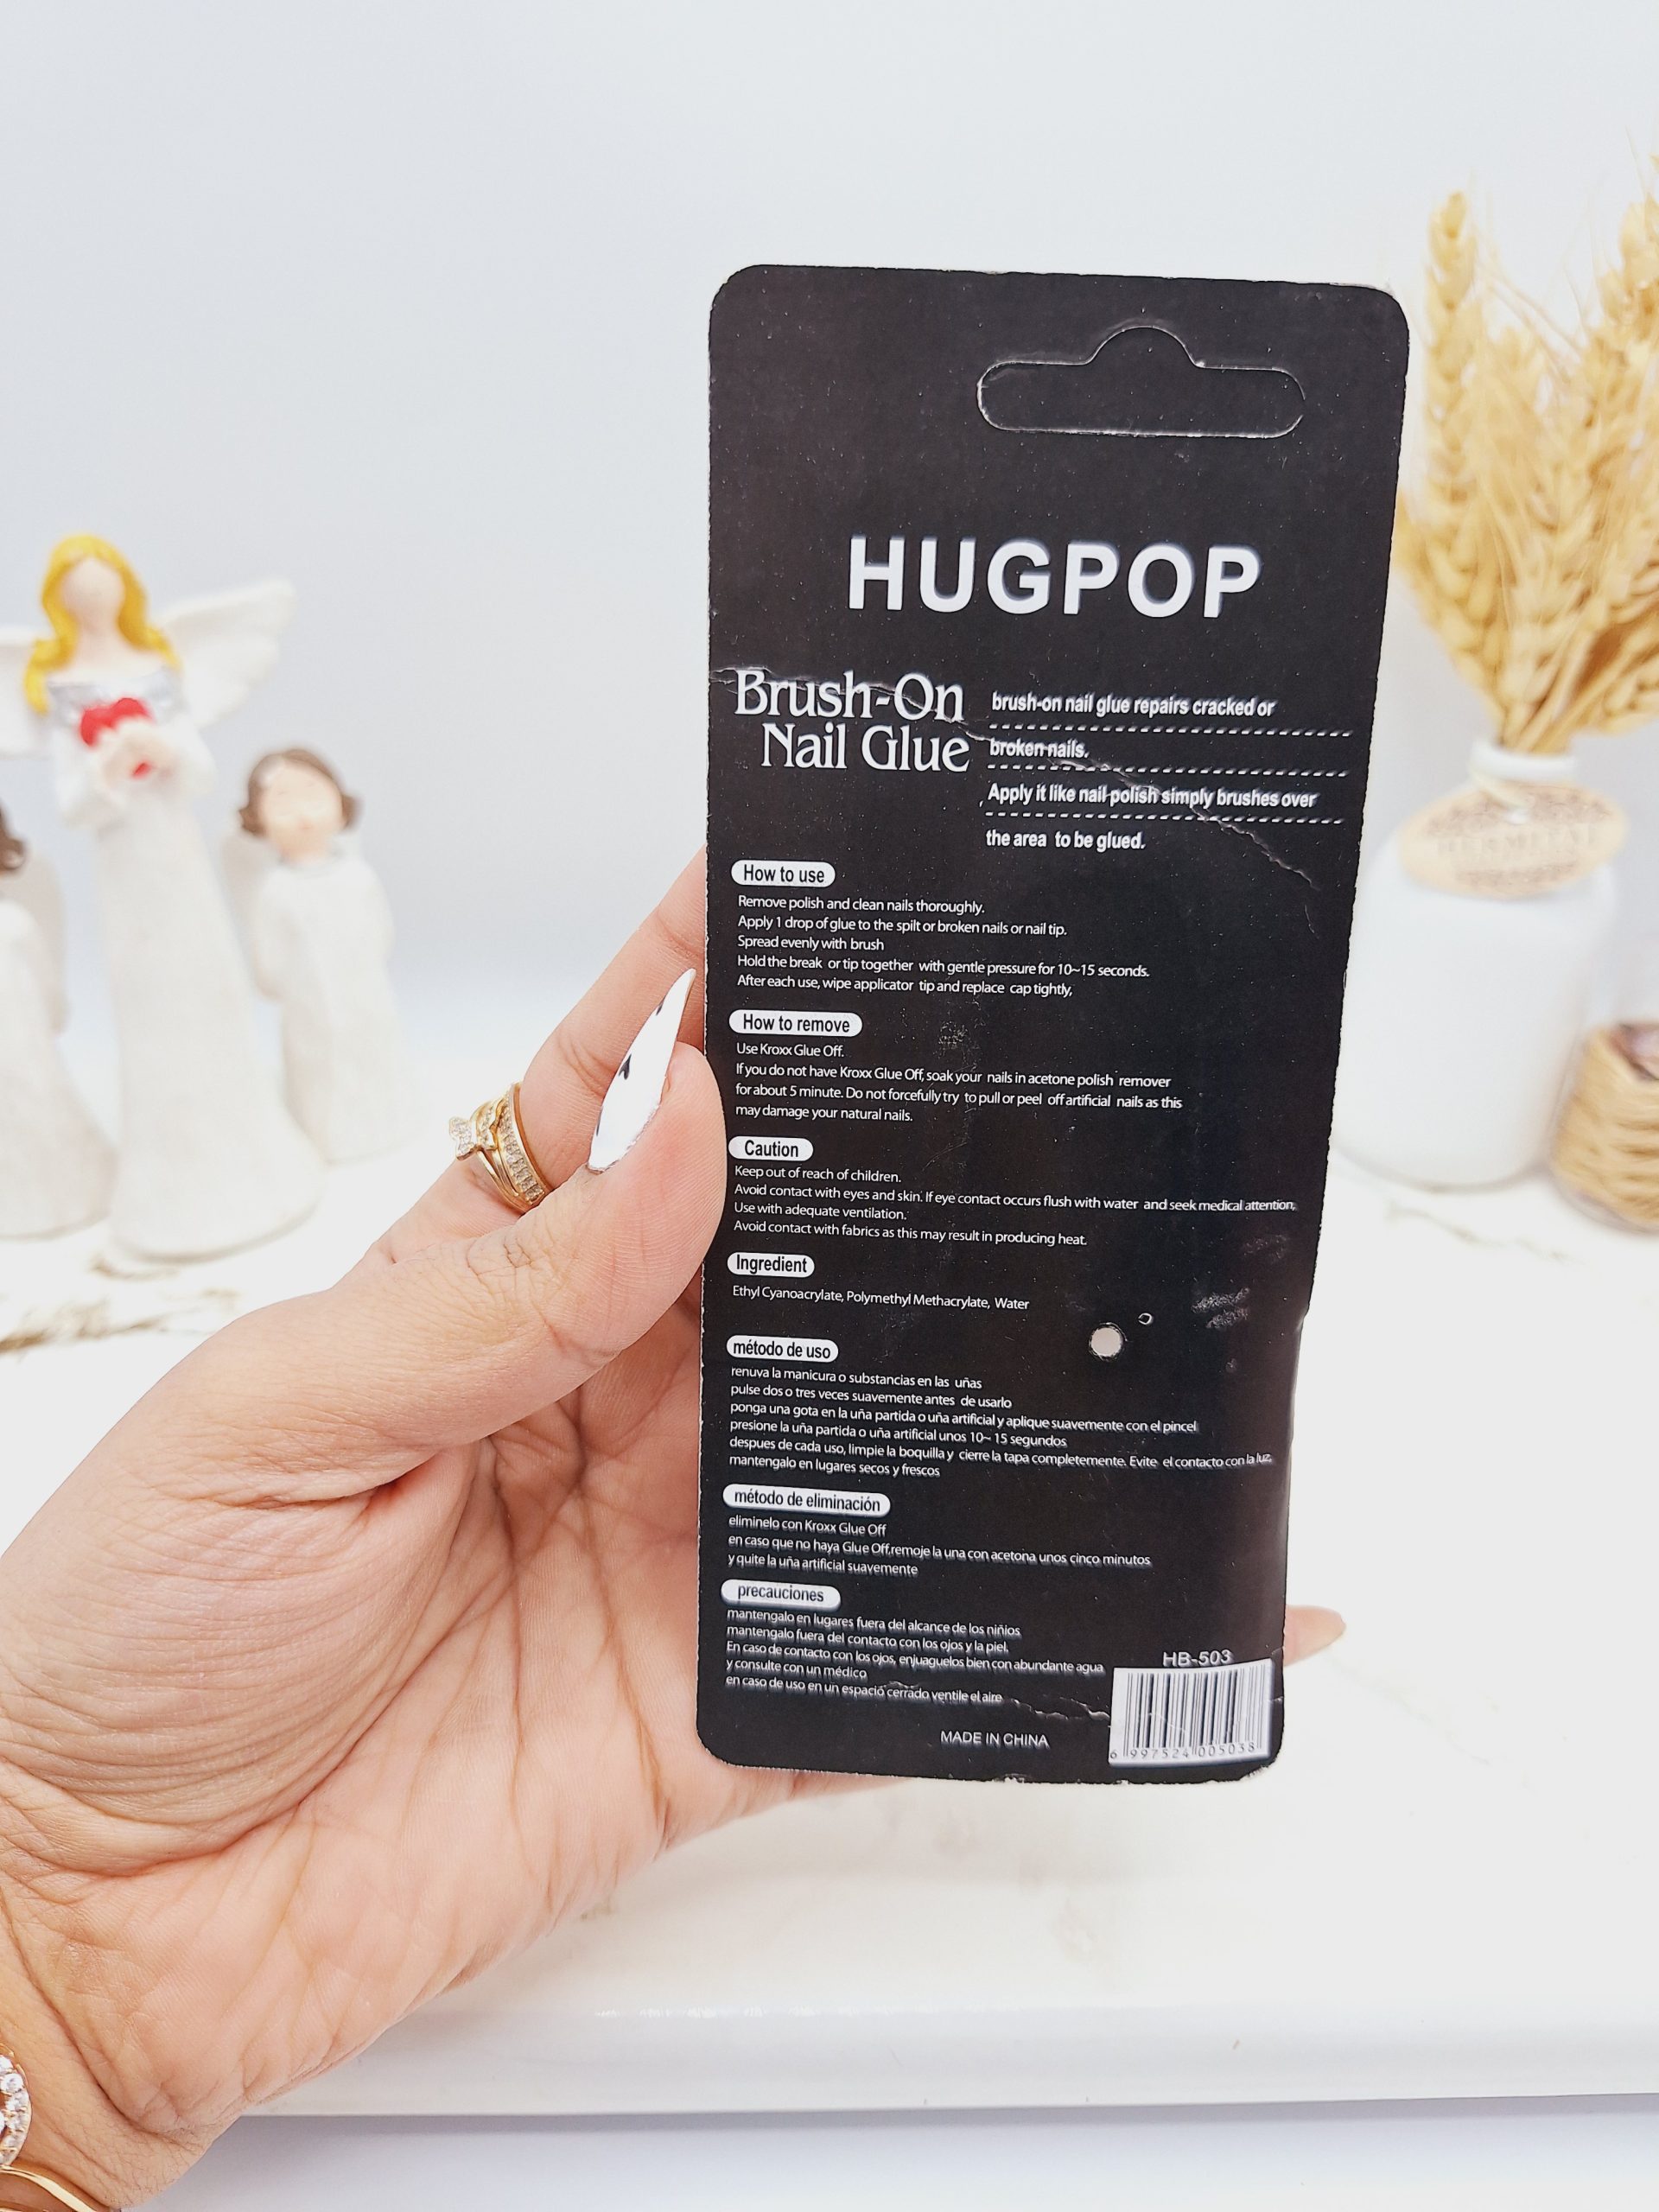 HUGPOP
Brush-On
Nail Glue
brush-on nail glue repairs cracked or
broken nails.
Apply it like nail polish simply brushes over
the area to be glued.
How to use
Remove polish and clean nails thoroughly.
Apply 1 drop of glue to the spilt or broken nails or nail tip.
Spread evenly with brush
Hold the break or tip together with gentle pressure for 10~15 seconds.
After each use, wipe applicator tip and replace cap tightly,
How to remove
Use Kroxx Glue Off.
If you do not have Kroxx Glue Off, soak your nails in acetone polish remover
for about 5 minute. Do not forcefully try to pull or peel off artificial nails as this
may damage your natural nails.
Caution
Keep out of reach of children.
Avoid contact with eyes and skin. If eye contact occurs flush with water and seek medical attention.
Use with adequate ventilation.
Avoid contact with fabrics as this may result in producing heat.
Ingredient
Ethyl Cyanoacrylate, Polymethyl Methacrylate, Water
método de uso
renuva la manicura o substancias en las uñas
pulse dos o tres veces suavemente antes de usarlo
ponga una gota en la uña partida o uña artificial y aplique suavemente con el pincel
presione la uña partida o uña artificial unos 10~ 15 segundos
despues de cada uso, limpie la boquilla y cierre la tapa completemente. Evite el contacto con la luz.
mantengalo en lugares secos y frescos
método de eliminación
eliminelo con Kroxx Glue Off
en caso que no haya Glue Off,remoje la una con acetona unos cinco minutos
y quite la uña artificial suavemente
precauciones
mantengalo en lugares fuera del alcance de los niñios
mantengalo fuera del contacto con los ojos y la piel.
En caso de contacto con los ojos, enjuaguelos bien con abundante agua
y consulte con un médico
en caso de uso en un espacio cerrado ventile el aire
HB-503
6 997524 005038
MADE IN CHINA